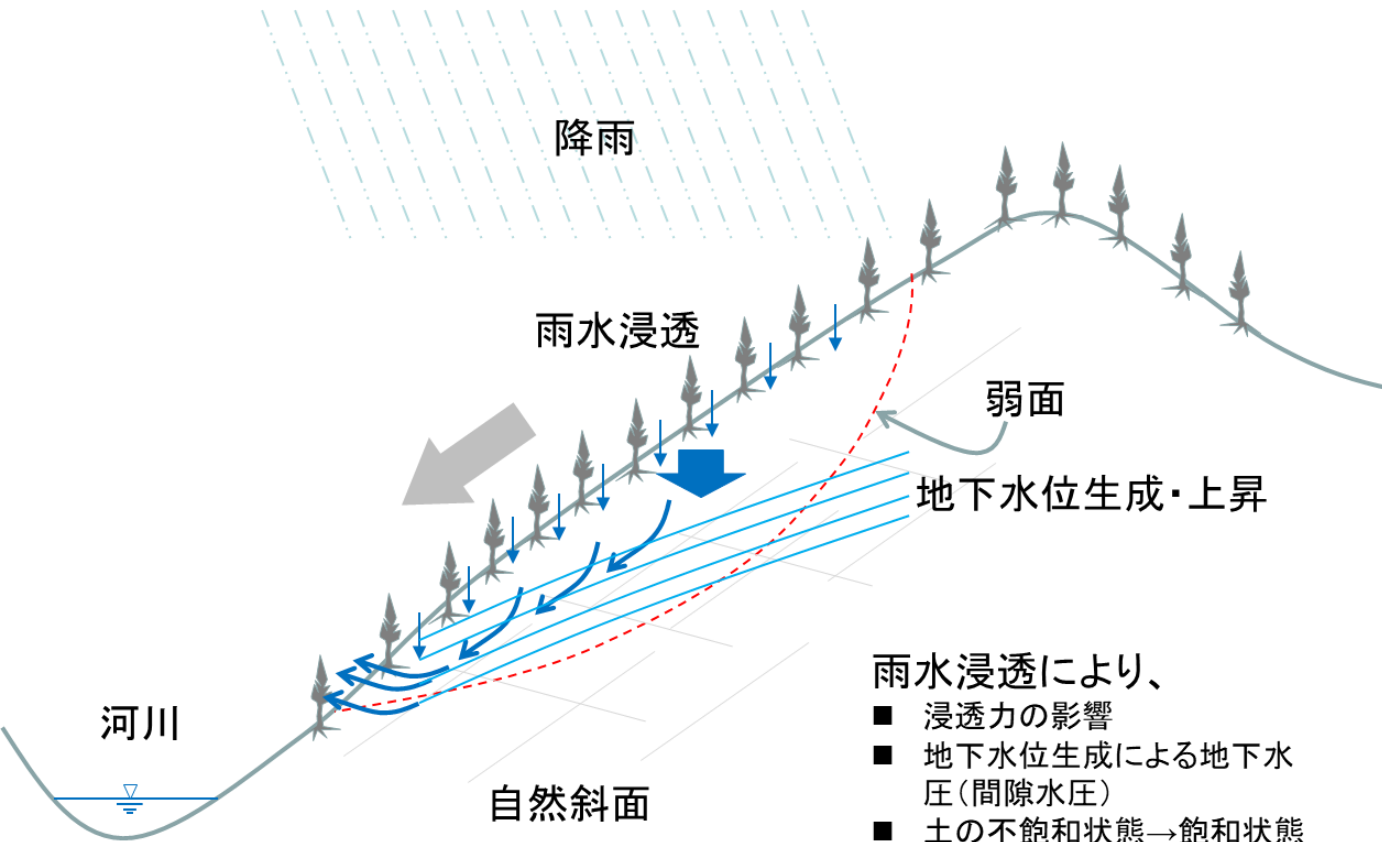 降雨
雨水浸透
弱面
地下水位生成・上昇
雨水浸透により、
■ 浸透力の影響
■ 地下水位生成による地下水
圧（間隙水圧）
■ 土の不飽和状態→飽和状態
河川
自然斜面